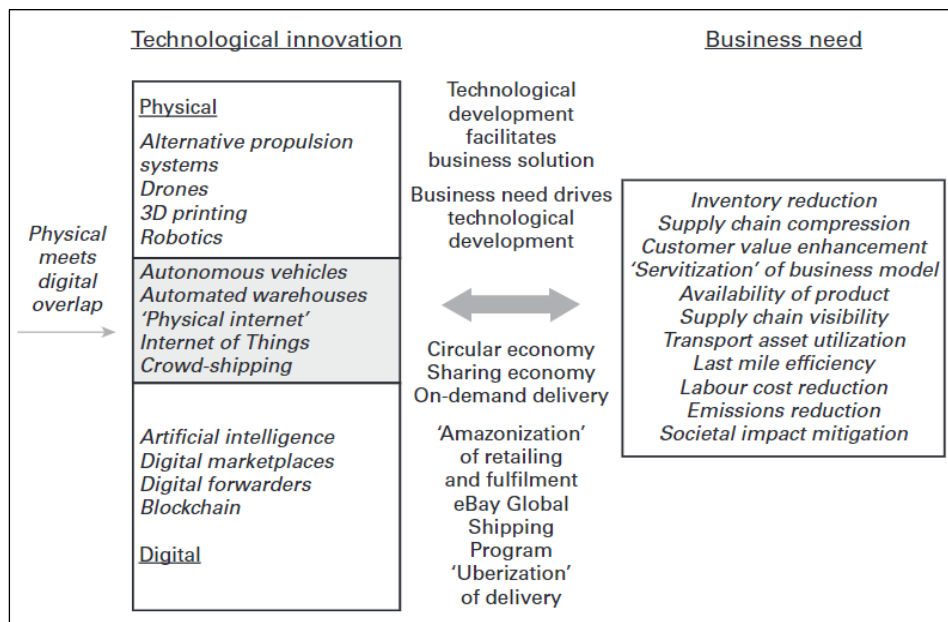 Technological innovation
Business need
Physical meets
digital
overlap
Physical
Alternative propulsion
systems
Drones
3D printing
Robotics
Autonomous vehicles
Automated warehouses
‘Physical internet’
Internet of Things
Crowd-shipping
Artificial intelligence
Digital marketplaces
Digital forwarders
Blockchain
Digital
Technological
development
facilitates
business solution
Business need drives
technological
development
Circular economy
Sharing economy
On-demand delivery
‘Amazonization’
of retailing
and fulfilment
eBay Global
Shipping
Program
‘Uberization’
of delivery
Inventory reduction
Supply chain compression
Customer value enhancement
‘Servitization’ of business model
Availability of product
Supply chain visibility
Transport asset utilization
Last mile efficiency
Labour cost reduction
Emissions reduction
Societal impact mitigation